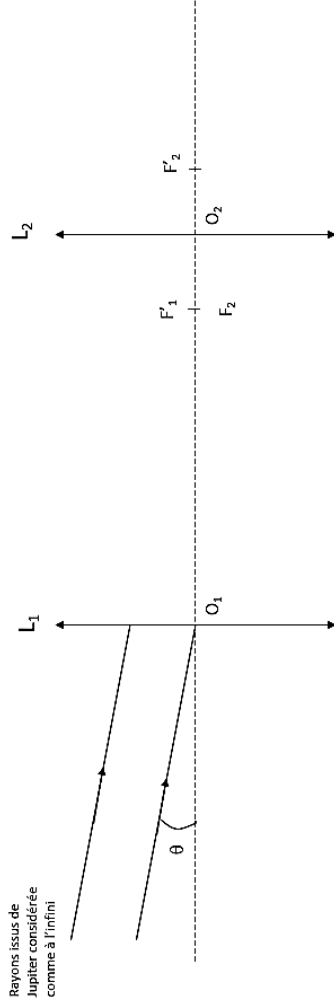 Rayons issus de
Jupiter considérée
comme à l'infini
θ
L₁
O₁
F'₁
F₂
L₂
O₂
F'₂